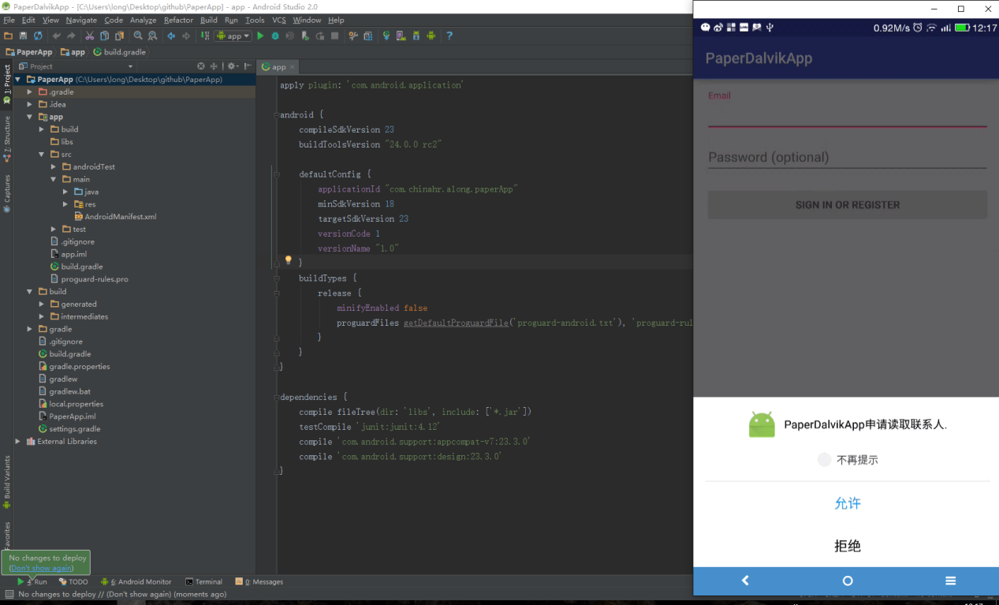 PaperDalvikApp - [C:\Users\long\Desktop\github\PaperApp] - app - Android Studio 2.0
File Edit View Navigate Code Analyze Refactor Build Run Tools VCS Window Help
app
PaperApp app build.gradle
Project
app
1: Project
7: Structure
Captures
Build Variants
Favorites
PaperApp (C:\Users\long\Desktop\github\PaperApp)
.gradle
.idea
app
build
libs
src
androidTest
main
java
res
AndroidManifest.xml
test
.gitignore
app.iml
build.gradle
proguard-rules.pro
build
generated
intermediates
gradle
.gitignore
build.gradle
gradle.properties
gradlew
gradlew.bat
local.properties
PaperApp.iml
settings.gradle
External Libraries
apply plugin: 'com.android.application'
android {
compileSdkVersion 23
buildToolsVersion "24.0.0 rc2"
defaultConfig {
applicationId "com.chinahr.along.paperApp"
minSdkVersion 18
targetSdkVersion 23
versionCode 1
versionName "1.0"
}
buildTypes {
release {
minifyEnabled false
proguardFiles getDefaultProguardFile('proguard-android.txt'), 'proguard-rul
}
}
}
dependencies {
compile fileTree(dir: 'libs', include: ['*.jar'])
testCompile 'junit:junit:4.12'
compile 'com.android.support:appcompat-v7:23.3.0'
compile 'com.android.support:design:23.3.0'
}
No changes to deploy
(Don't show again)
4: Run TODO 6: Android Monitor Terminal 0: Messages
No changes to deploy // (Don't show again) (moments ago)
0.92M/s 12:17
PaperDalvikApp
Email
Password (optional)
SIGN IN OR REGISTER
PaperDalvikApp申请读取联系人.
不再提示
允许
拒绝